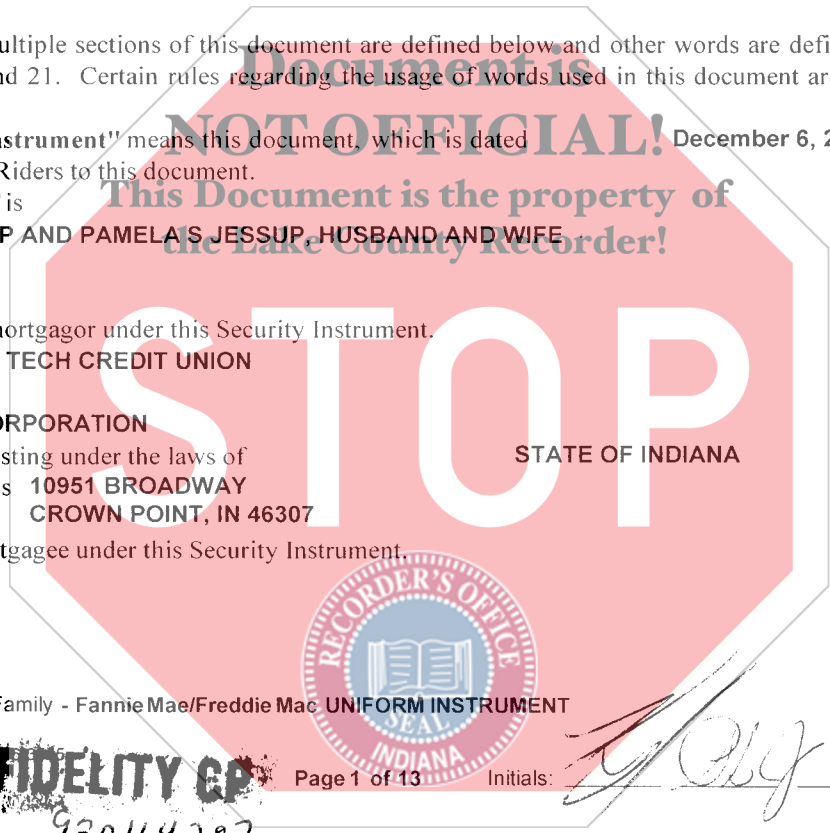 ultiple sections of this document are defined below and other words are defi
nd 21. Certain rules regarding the usage of words used in this document ar
Document is
nstrument" means this document, which is dated December 6, 2
NOT OFFICIAL!
Riders to this document.
is
This Document is the property of
P AND PAMELA S JESSUP, HUSBAND AND WIFE
the Lake County Recorder!
STOP
ortgagor under this Security Instrument.
TECH CREDIT UNION
ORPORATION
sting under the laws of STATE OF INDIANA
s 10951 BROADWAY
CROWN POINT, IN 46307
tgagee under this Security Instrument.
RECORDER'S OFFICE
SEAL
INDIANA
Family - Fannie Mae/Freddie Mac UNIFORM INSTRUMENT
FIDELITY CP
Page 1 of 13 Initials: